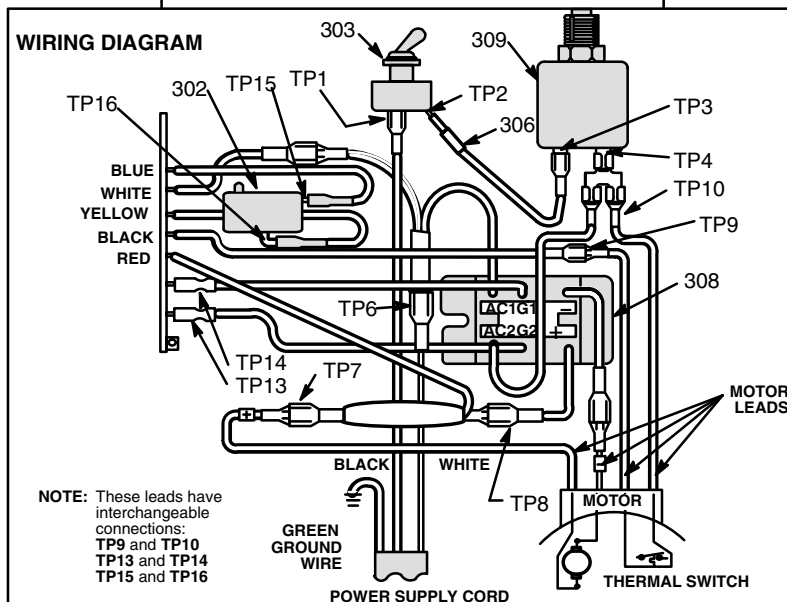 WIRING DIAGRAM
303
309
TP1
302
TP15
TP16
TP2
306
TP3
TP4
TP10
TP9
BLUE
WHITE
YELLOW
BLACK
RED
308
TP6
AC1G1 −
AC2G2 +
TP14
TP13
TP7
MOTOR
LEADS
BLACK
WHITE
TP8
NOTE: These leads have
interchangeable
connections:
TP9 and TP10
TP13 and TP14
TP15 and TP16
+
GREEN
GROUND
WIRE
MOTOR
THERMAL SWITCH
POWER SUPPLY CORD